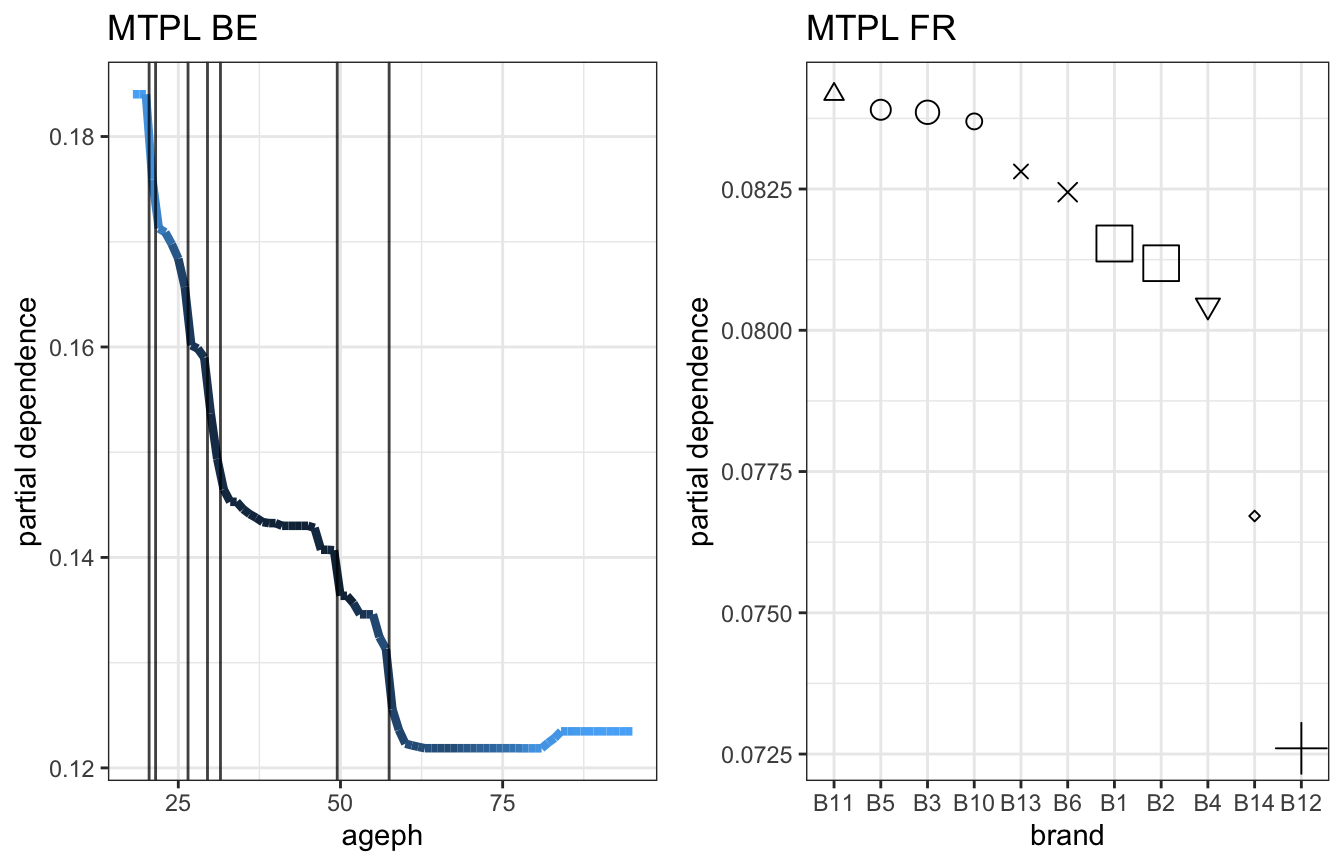 MTPL BE
partial dependence
0.18
0.16
0.14
0.12
25 50 75
ageph
MTPL FR
partial dependence
0.0825
0.0800
0.0775
0.0750
0.0725
B11 B5 B3 B10 B13 B6 B1 B2 B4 B14 B12
brand